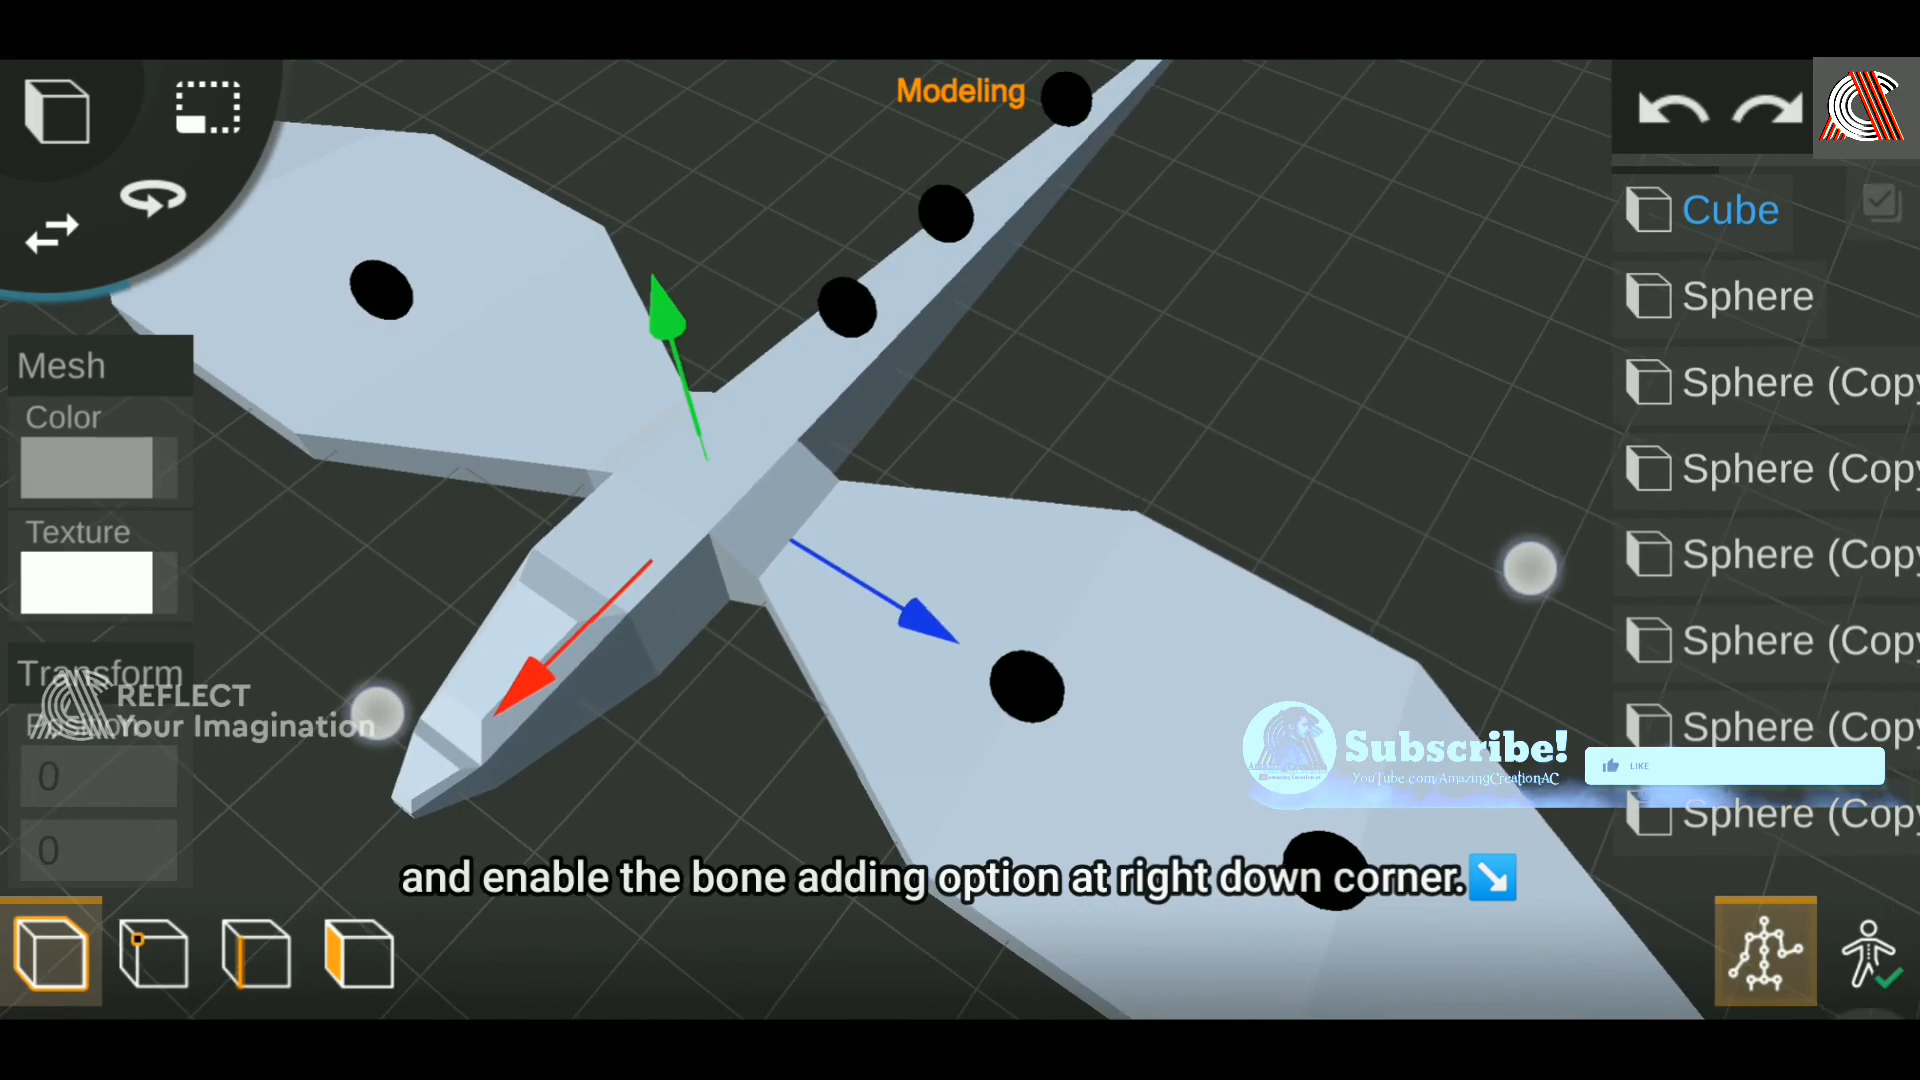 Modeling
Cube
Sphere
Sphere (Copy
Sphere (Copy
Sphere (Copy
Sphere (Copy
Sphere (Copy
Sphere (Copy
Mesh
Color
Texture
Transform
Position
0
0
REFLECT
Your Imagination
Subscribe!
YouTube.com/AmazingCreationAC
LIKE
and enable the bone adding option at right down corner.↘